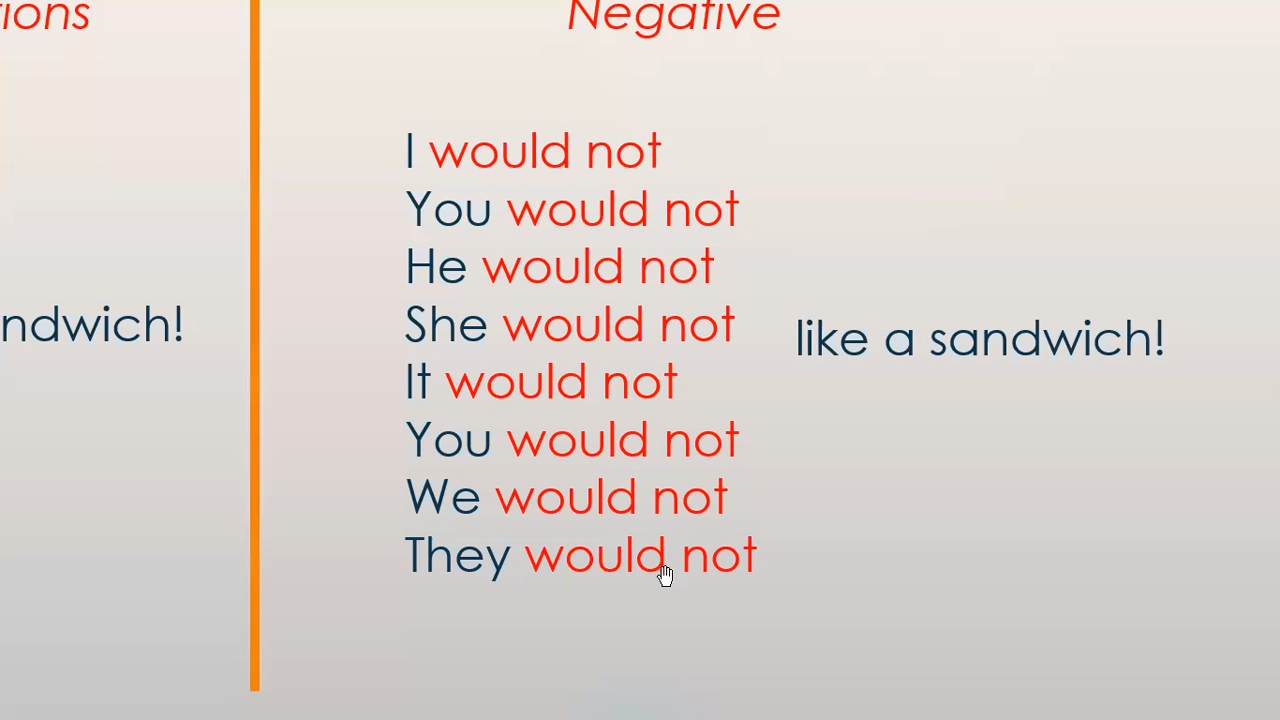 tions
Negative
I would not
You would not
He would not
She would not
It would not
You would not
We would not
They would not
ndwich!
like a sandwich!